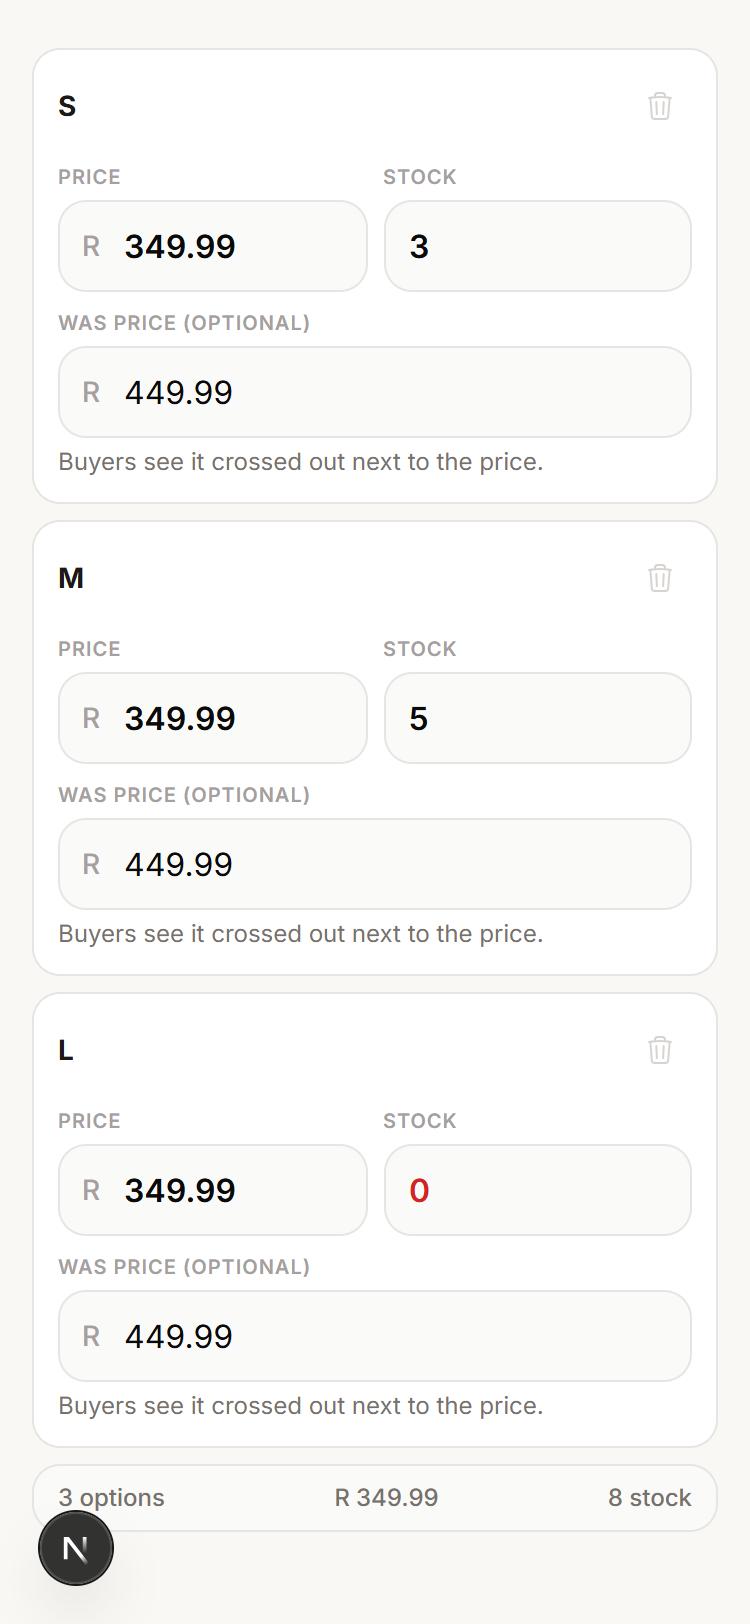 S
PRICE STOCK
R 349.99 3
WAS PRICE (OPTIONAL)
R 449.99
Buyers see it crossed out next to the price.
M
PRICE STOCK
R 349.99 5
WAS PRICE (OPTIONAL)
R 449.99
Buyers see it crossed out next to the price.
L
PRICE STOCK
R 349.99 0
WAS PRICE (OPTIONAL)
R 449.99
Buyers see it crossed out next to the price.
3 options R 349.99 8 stock
N